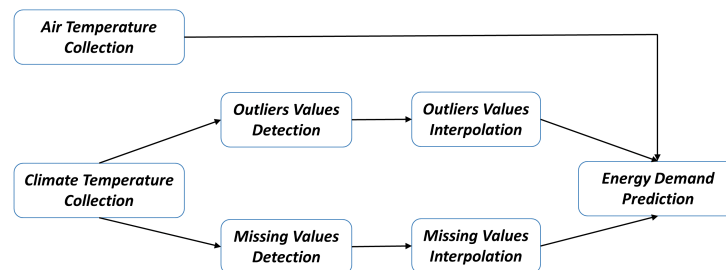 Air Temperature
Collection
Outliers Values
Detection
Outliers Values
Interpolation
Climate Temperature
Collection
Energy Demand
Prediction
Missing Values
Detection
Missing Values
Interpolation